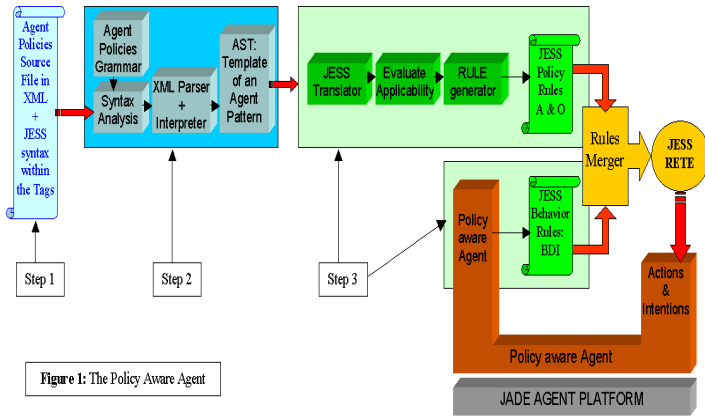 Agent
Policies
Source
File in
XML
+
JESS
syntax
within
the Tags
Agent
Policies
Grammar
Syntax
Analysis
XML Parser
+
Interpreter
AST:
Template
of an
Agent
Pattern
JESS
Translator
Evaluate
Applicability
RULE
generator
JESS
Policy
Rules
A & O
Rules
Merger
JESS
RETE
Policy
aware
Agent
JESS
Behavior
Rules:
BDI
Actions
&
Intentions
Policy aware Agent
Step 1
Step 2
Step 3
Figure 1: The Policy Aware Agent
JADE AGENT PLATFORM